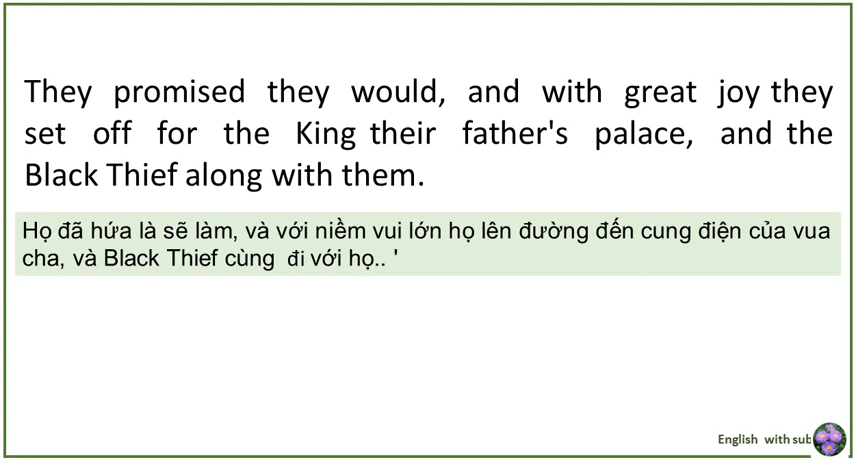 They promised they would, and with great joy they
set off for the King their father's palace, and the
Black Thief along with them.
Họ đã hứa là sẽ làm, và với niềm vui lớn họ lên đường đến cung điện của vua
cha, và Black Thief cùng đi với họ.. '
English with sub